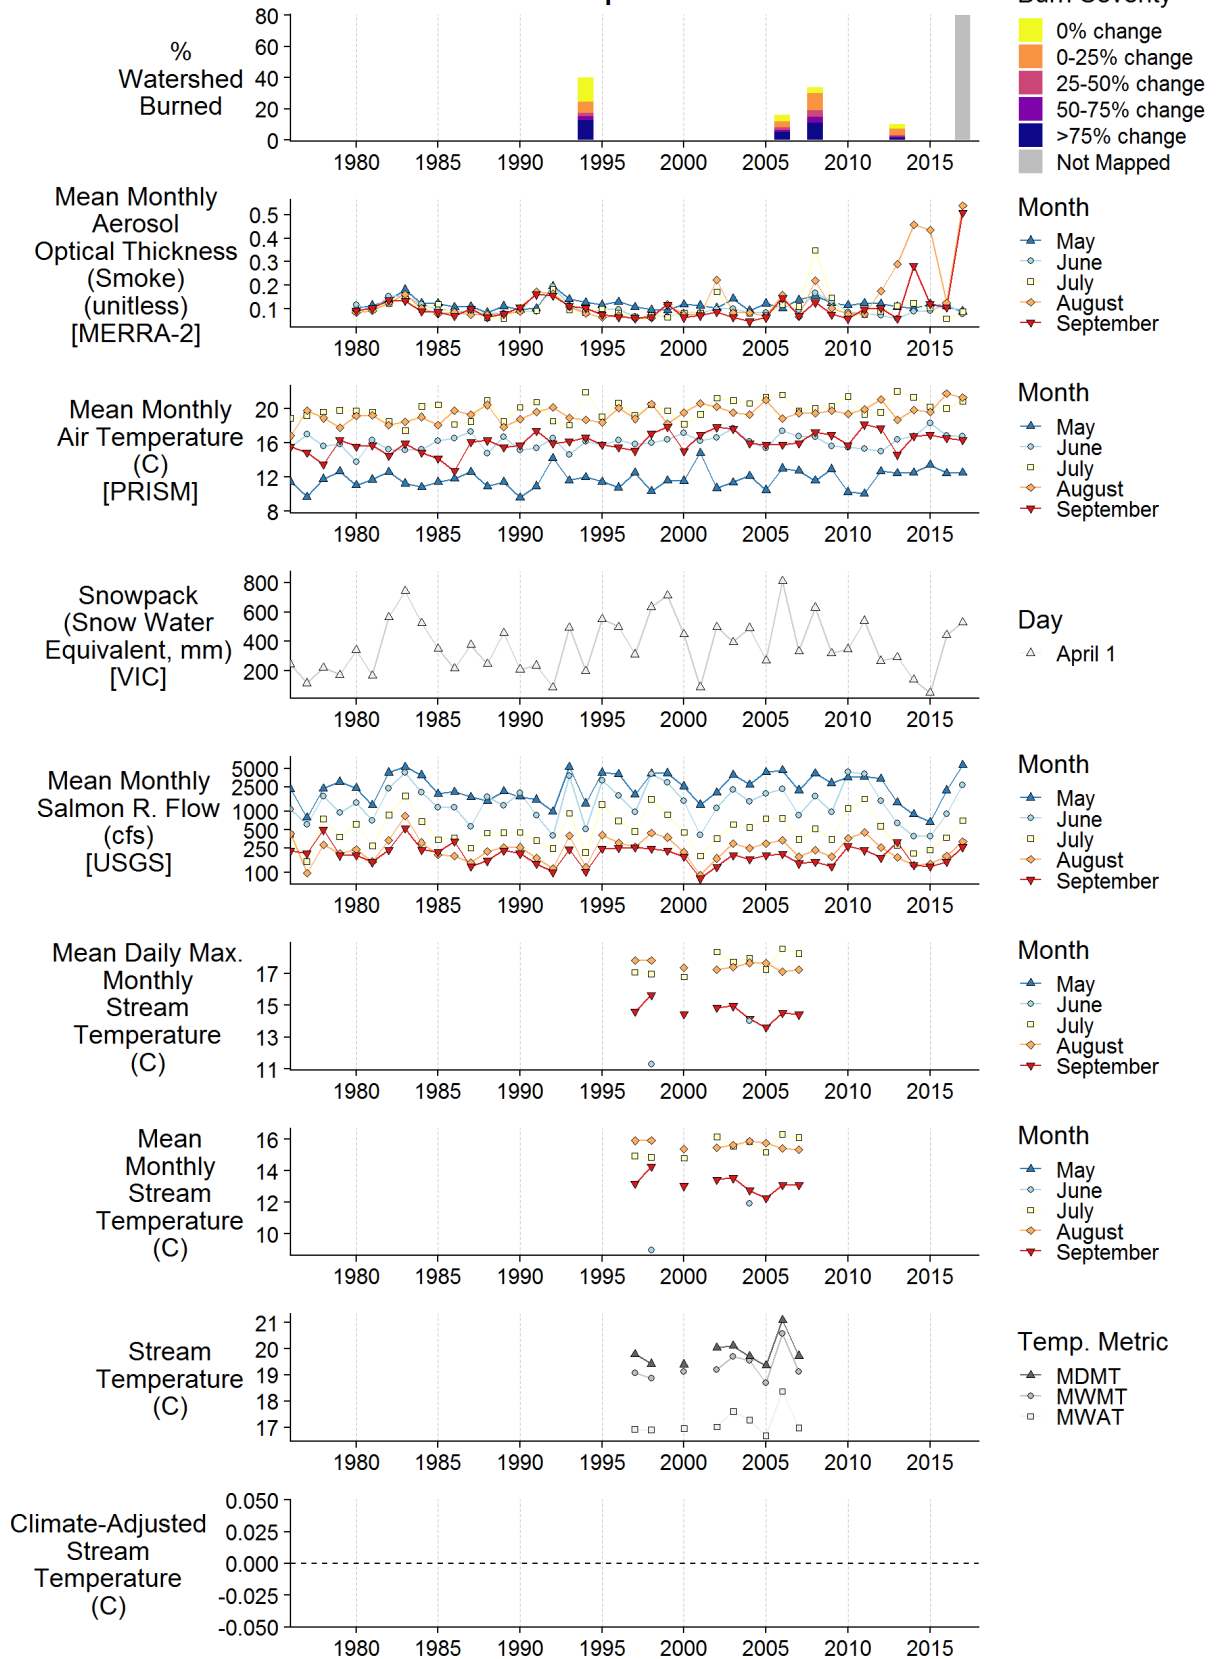 Burn Severity
80
60
40
20
0
%
Watershed
Burned
0% change
0-25% change
25-50% change
50-75% change
>75% change
Not Mapped
1980 1985 1990 1995 2000 2005 2010 2015
Mean Monthly
Aerosol
Optical Thickness
(Smoke)
(unitless)
[MERRA-2]
0.5
0.4
0.3
0.2
0.1
Month
May
June
July
August
September
1980 1985 1990 1995 2000 2005 2010 2015
Mean Monthly
Air Temperature
(C)
[PRISM]
20
16
12
8
Month
May
June
July
August
September
1980 1985 1990 1995 2000 2005 2010 2015
Snowpack
(Snow Water
Equivalent, mm)
[VIC]
800
600
400
200
Day
April 1
1980 1985 1990 1995 2000 2005 2010 2015
Mean Monthly
Salmon R. Flow
(cfs)
[USGS]
5000
2500
1000
500
250
100
Month
May
June
July
August
September
1980 1985 1990 1995 2000 2005 2010 2015
Mean Daily Max.
Monthly
Stream
Temperature
(C)
17
15
13
11
Month
May
June
July
August
September
1980 1985 1990 1995 2000 2005 2010 2015
Mean
Monthly
Stream
Temperature
(C)
16
14
12
10
Month
May
June
July
August
September
1980 1985 1990 1995 2000 2005 2010 2015
Stream
Temperature
(C)
21
20
19
18
17
Temp. Metric
MDMT
MWMT
MWAT
1980 1985 1990 1995 2000 2005 2010 2015
Climate-Adjusted
Stream
Temperature
(C)
0.050
0.025
0.000
-0.025
-0.050
1980 1985 1990 1995 2000 2005 2010 2015